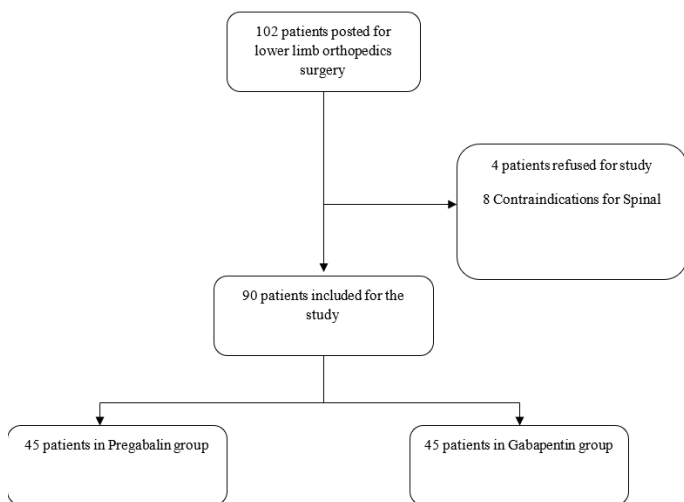 102 patients posted for
lower limb orthopedics
surgery
4 patients refused for study
8 Contraindications for Spinal
90 patients included for the
study
45 patients in Pregabalin group
45 patients in Gabapentin group